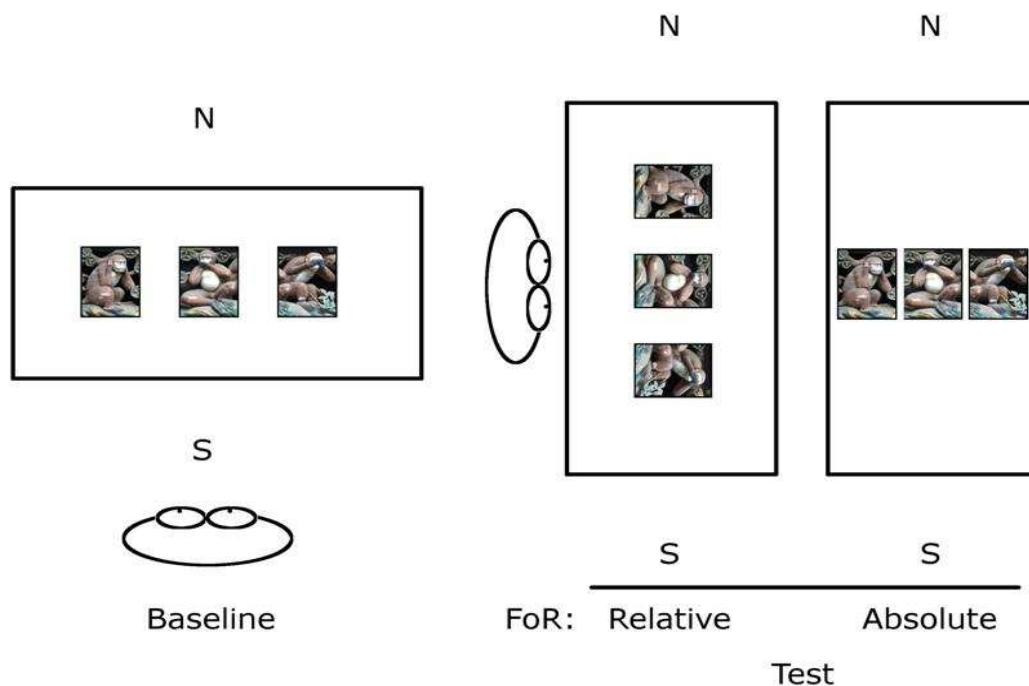 N
S
Baseline
N N
S S
FoR: Relative Absolute
Test